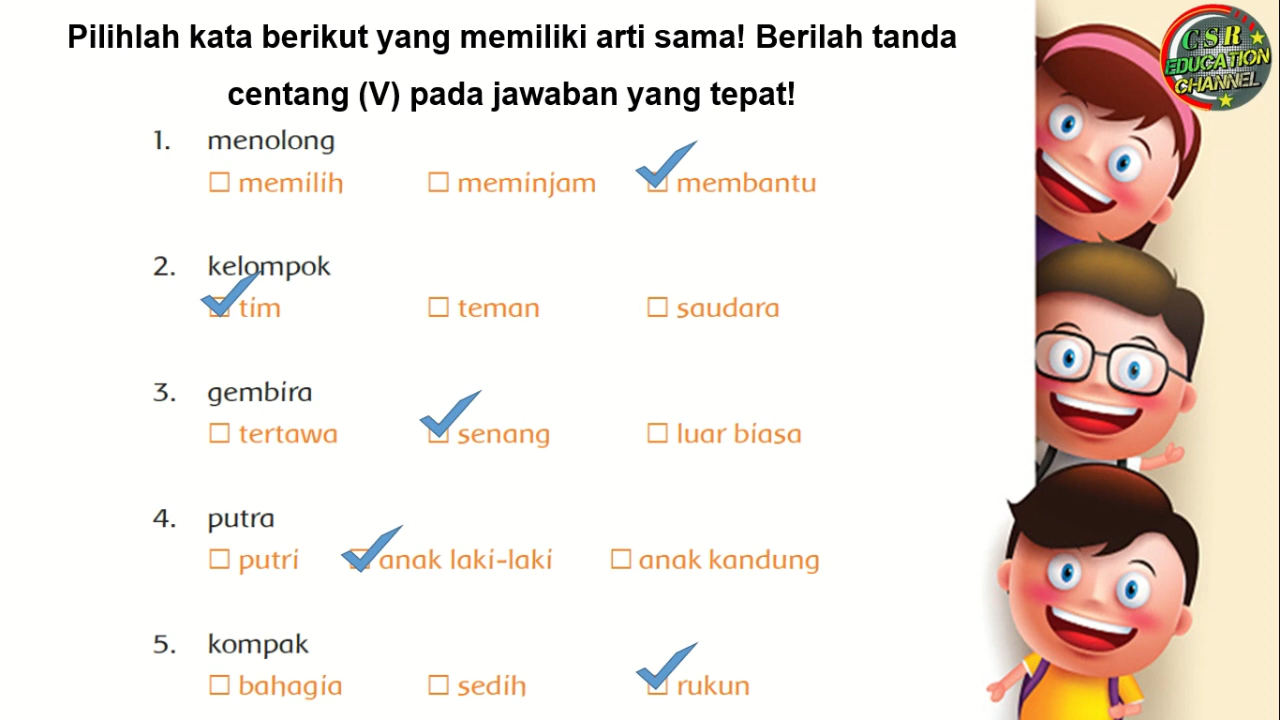 Pilihlah kata berikut yang memiliki arti sama! Berilah tanda
centang (V) pada jawaban yang tepat!
CSR
EDUCATION
CHANNEL
1. menolong
☐ memilih ☐ meminjam ☑ membantu
2. kelompok
☑ tim ☐ teman ☐ saudara
3. gembira
☐ tertawa ☑ senang ☐ luar biasa
4. putra
☐ putri ☑ anak laki-laki ☐ anak kandung
5. kompak
☐ bahagia ☐ sedih ☑ rukun